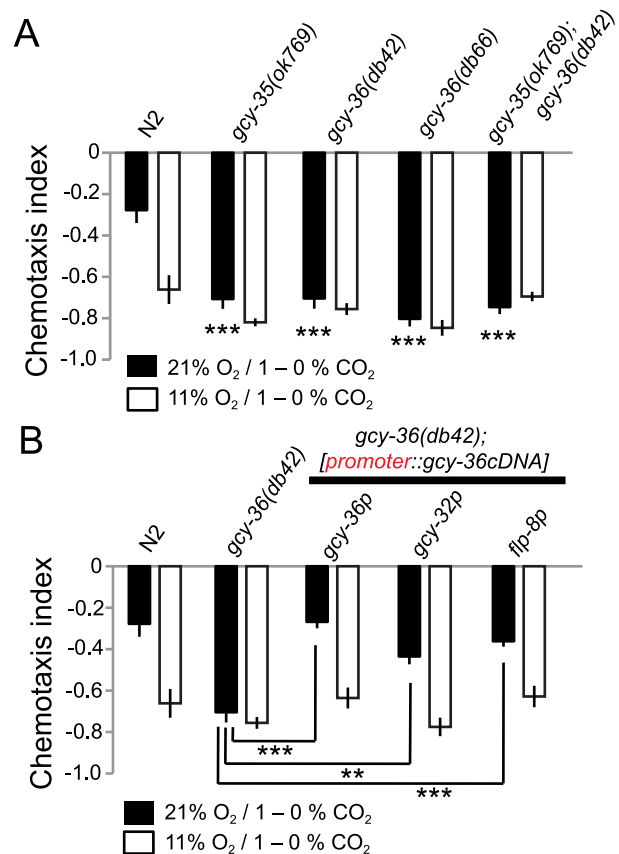 A
N2
gcy-35(ok769)
gcy-36(db42)
gcy-36(db66)
gcy-35(ok769);
gcy-36(db42)
Chemotaxis index
0
-0.2
-0.4
-0.6
-0.8
-1.0
*** *** *** ***
21% O₂ / 1 – 0 % CO₂
11% O₂ / 1 – 0 % CO₂
B
gcy-36(db42);
[promoter::gcy-36cDNA]
N2
gcy-36(db42)
gcy-36p
gcy-32p
flp-8p
Chemotaxis index
0
-0.2
-0.4
-0.6
-0.8
-1.0
***
**
***
21% O₂ / 1 – 0 % CO₂
11% O₂ / 1 – 0 % CO₂